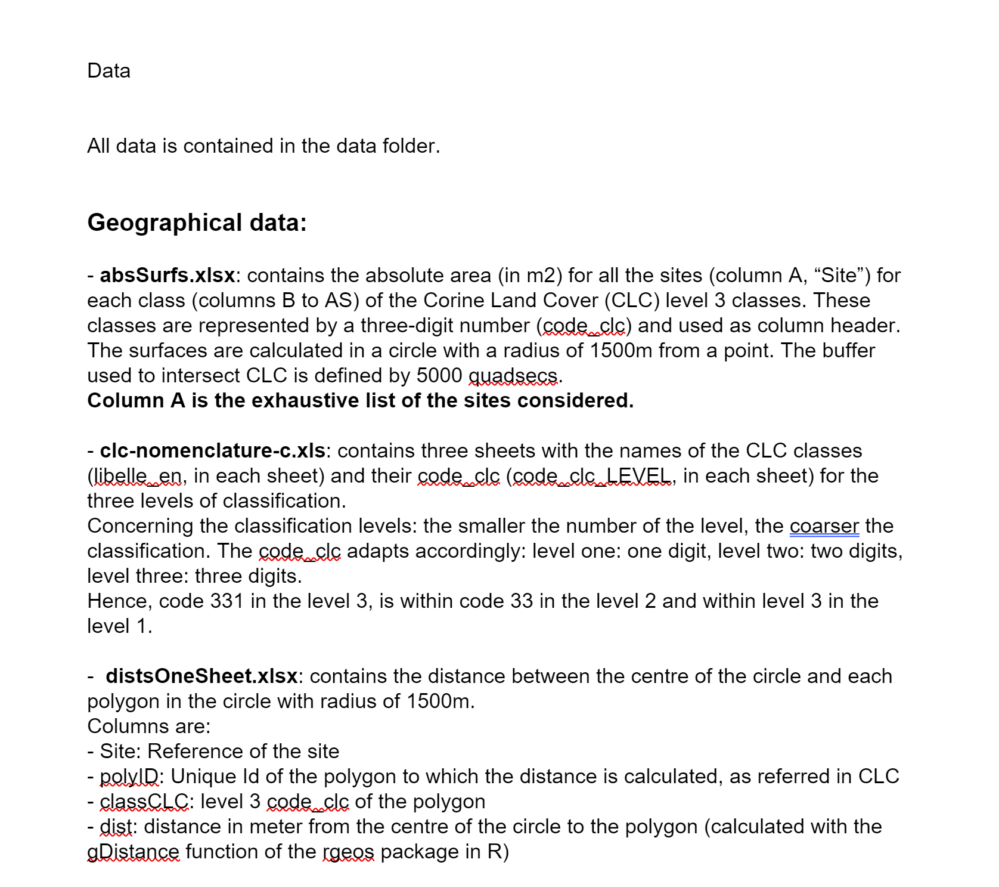 Data
All data is contained in the data folder.
Geographical data:
- absSurfs.xlsx: contains the absolute area (in m2) for all the sites (column A, “Site”) for
each class (columns B to AS) of the Corine Land Cover (CLC) level 3 classes. These
classes are represented by a three-digit number (code_clc) and used as column header.
The surfaces are calculated in a circle with a radius of 1500m from a point. The buffer
used to intersect CLC is defined by 5000 quadsecs.
Column A is the exhaustive list of the sites considered.
- clc-nomenclature-c.xls: contains three sheets with the names of the CLC classes
(libelle_en, in each sheet) and their code_clc (code_clc_LEVEL, in each sheet) for the
three levels of classification.
Concerning the classification levels: the smaller the number of the level, the coarser the
classification. The code_clc adapts accordingly: level one: one digit, level two: two digits,
level three: three digits.
Hence, code 331 in the level 3, is within code 33 in the level 2 and within level 3 in the
level 1.
- distsOneSheet.xlsx: contains the distance between the centre of the circle and each
polygon in the circle with radius of 1500m.
Columns are:
- Site: Reference of the site
- polyID: Unique Id of the polygon to which the distance is calculated, as referred in CLC
- classCLC: level 3 code_clc of the polygon
- dist: distance in meter from the centre of the circle to the polygon (calculated with the
gDistance function of the rgeos package in R)